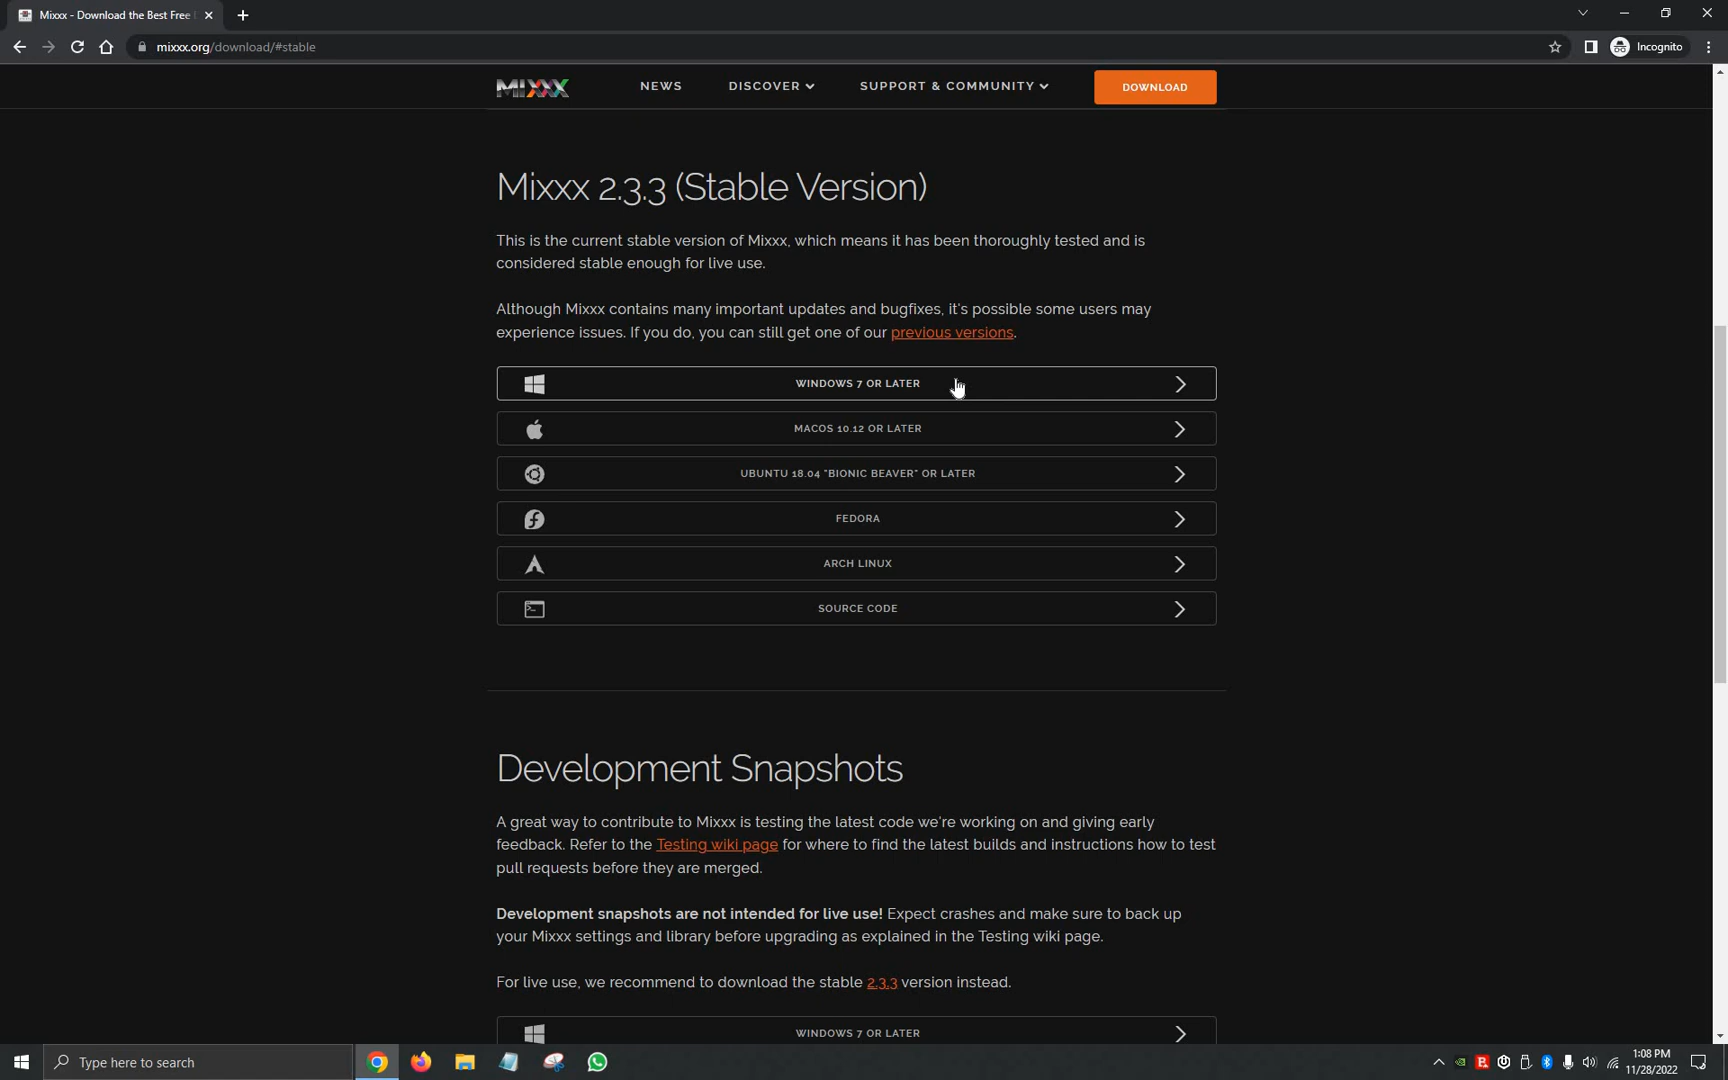 Mixxx - Download the Best Free
mixxx.org/download/#stable
Incognito
MIXXX
NEWS
DISCOVER
SUPPORT & COMMUNITY
DOWNLOAD
Mixxx 2.3.3 (Stable Version)
This is the current stable version of Mixxx, which means it has been thoroughly tested and is
considered stable enough for live use.
Although Mixxx contains many important updates and bugfixes, it's possible some users may
experience issues. If you do, you can still get one of our previous versions.
WINDOWS 7 OR LATER
MACOS 10.12 OR LATER
UBUNTU 18.04 "BIONIC BEAVER" OR LATER
FEDORA
ARCH LINUX
SOURCE CODE
Development Snapshots
A great way to contribute to Mixxx is testing the latest code we're working on and giving early
feedback. Refer to the Testing wiki page for where to find the latest builds and instructions how to test
pull requests before they are merged.
Development snapshots are not intended for live use! Expect crashes and make sure to back up
your Mixxx settings and library before upgrading as explained in the Testing wiki page.
For live use, we recommend to download the stable 2.3.3 version instead.
WINDOWS 7 OR LATER
Type here to search
1:08 PM
11/28/2022